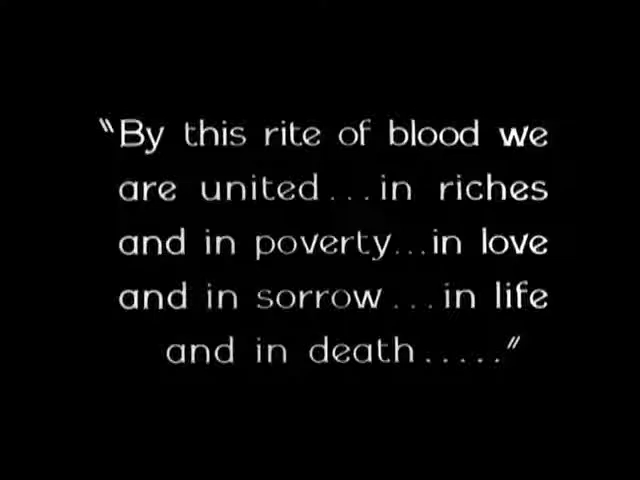 "By this rite of blood we
are united...in riches
and in poverty...in love
and in sorrow...in life
and in death....."